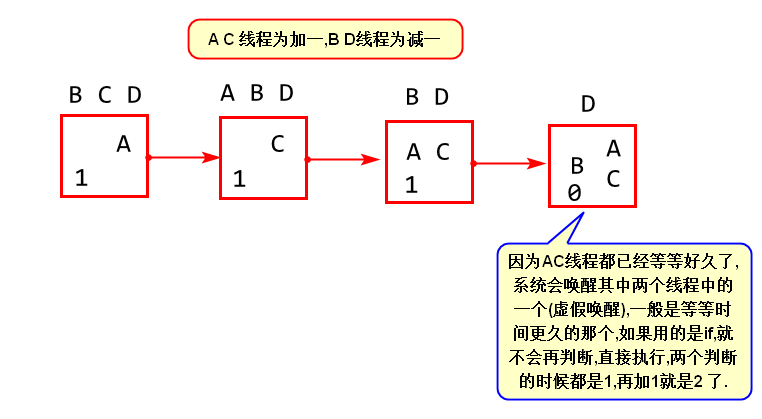 A C 线程为加一,B D线程为减一
B C D
A B D
B D
D
A
1
C
1
A C
1
A
B
C
0
因为AC线程都已经等等好久了,
系统会唤醒其中两个线程中的
一个(虚假唤醒),一般是等等时
间更久的那个,如果用的是if,就
不会再判断,直接执行,两个判断
的时候都是1,再加1就是2 了.